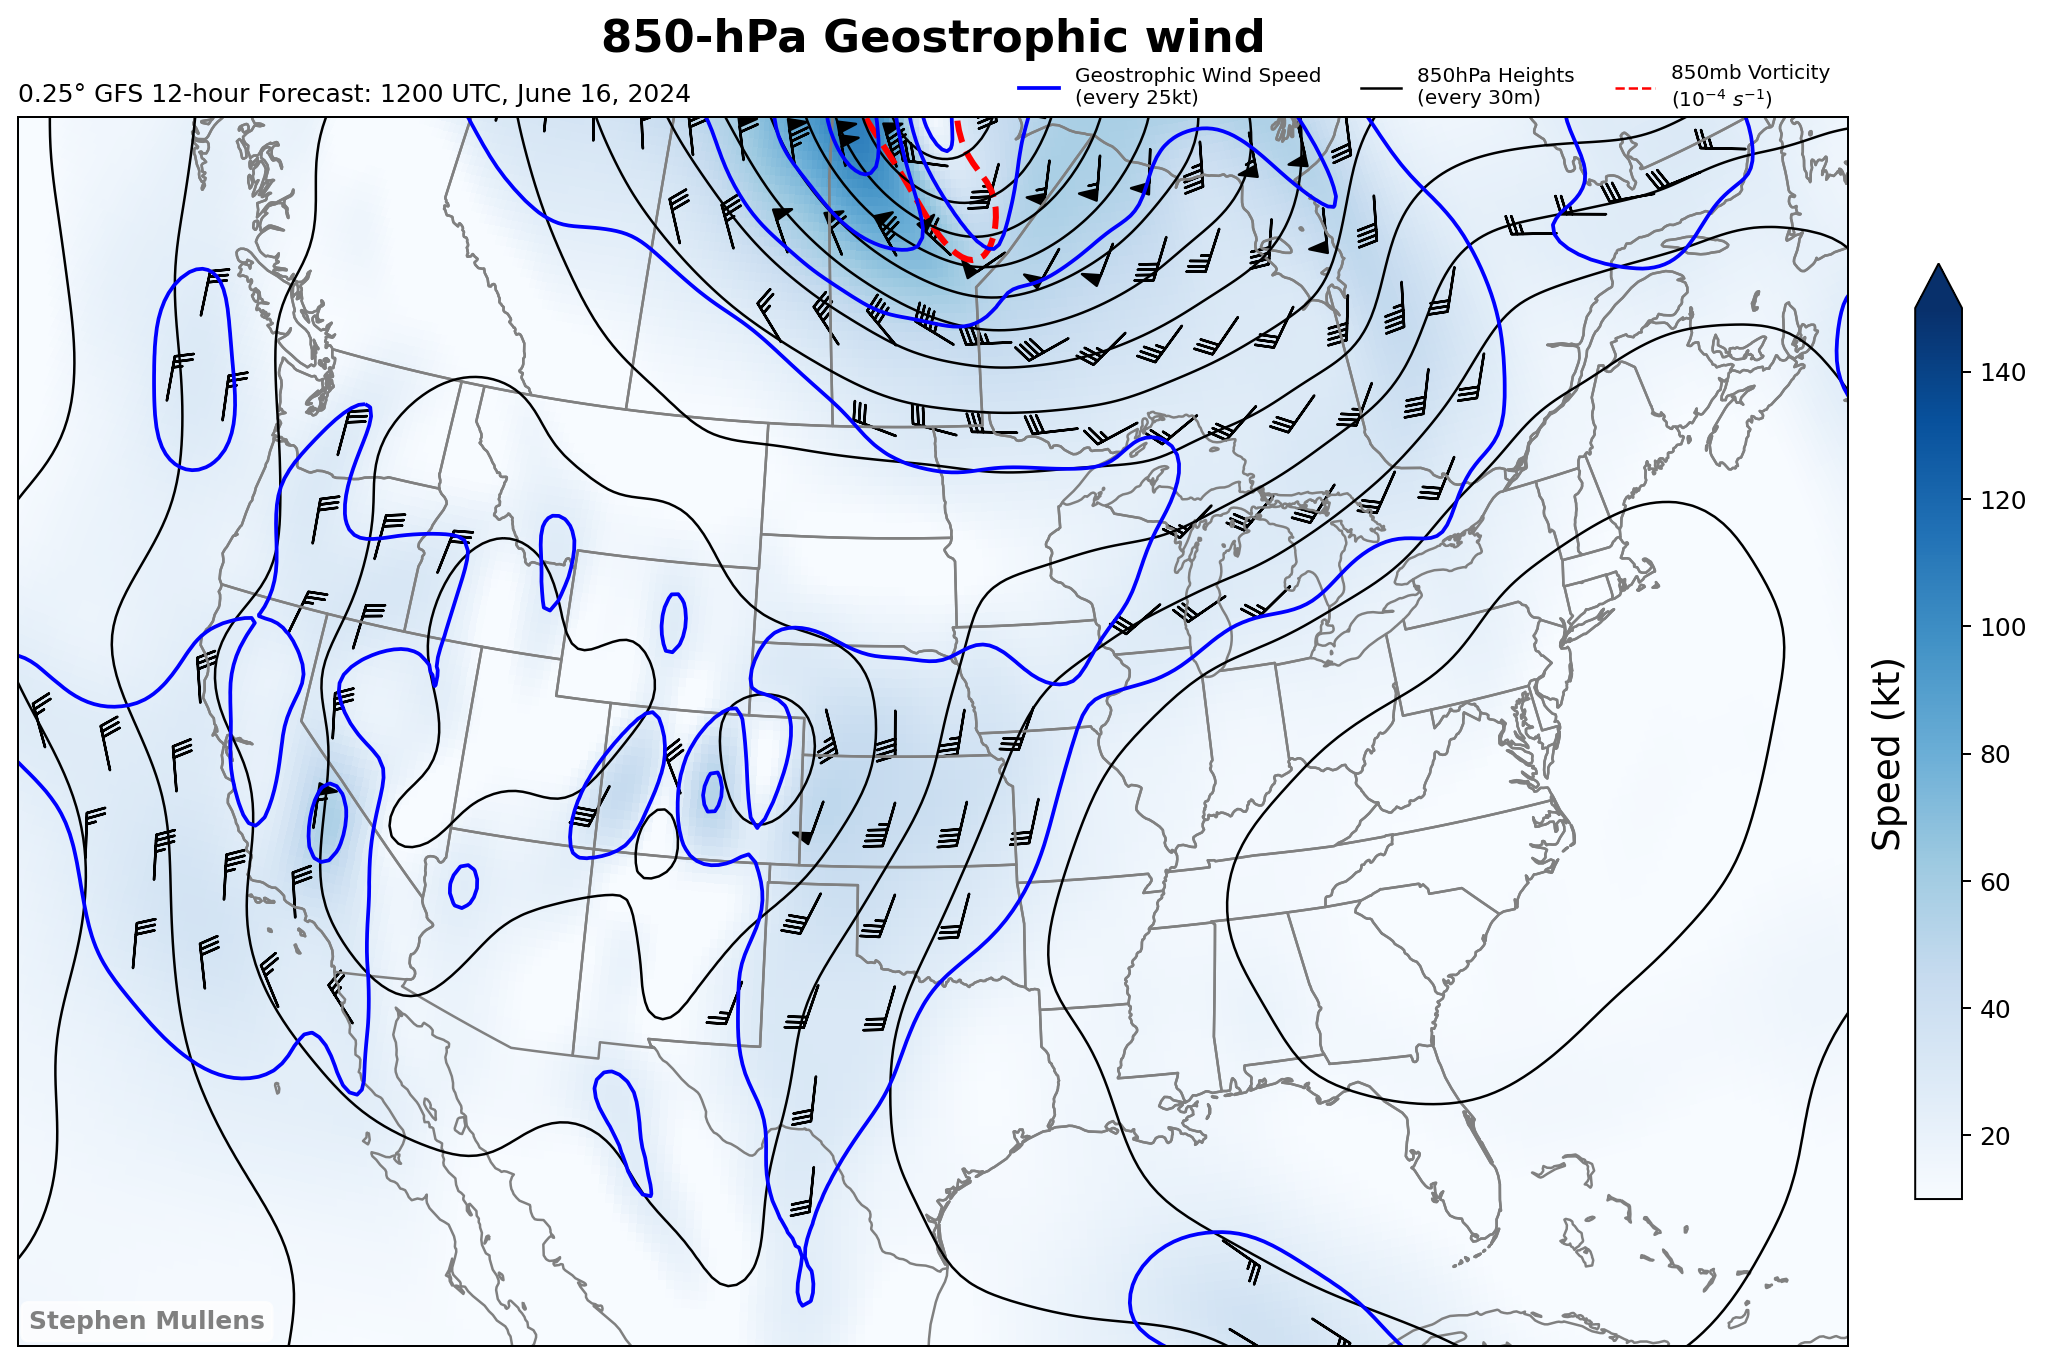 850-hPa Geostrophic wind
0.25° GFS 12-hour Forecast: 1200 UTC, June 16, 2024
Geostrophic Wind Speed
(every 25kt)
850hPa Heights
(every 30m)
850mb Vorticity
(10⁻⁴ s⁻¹)
140
120
100
80
60
40
20
Speed (kt)
Stephen Mullens